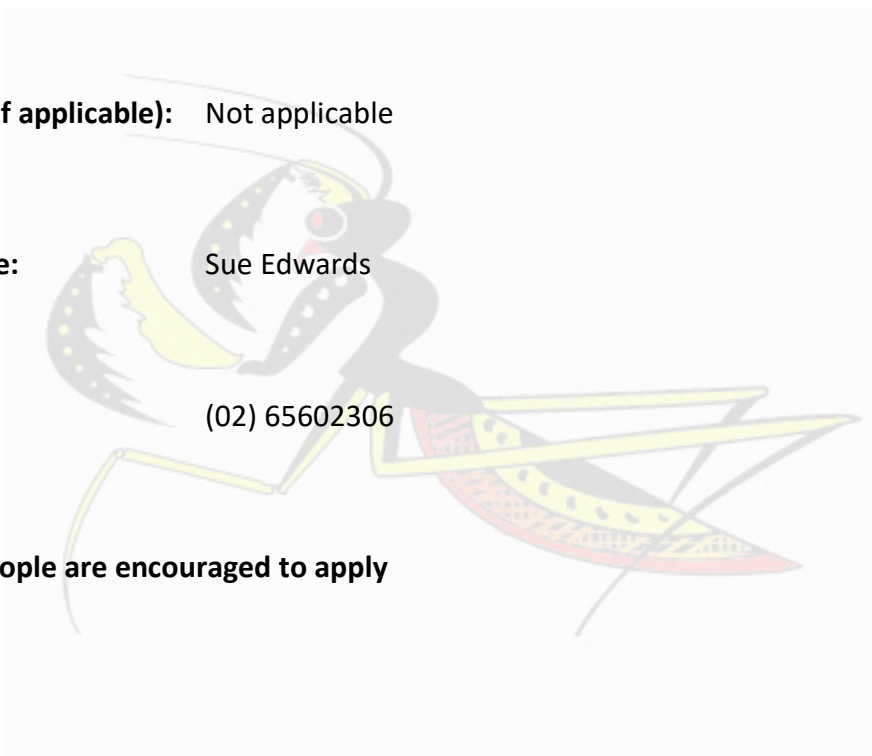 f applicable): Not applicable
e: Sue Edwards
(02) 65602306
ople are encouraged to apply